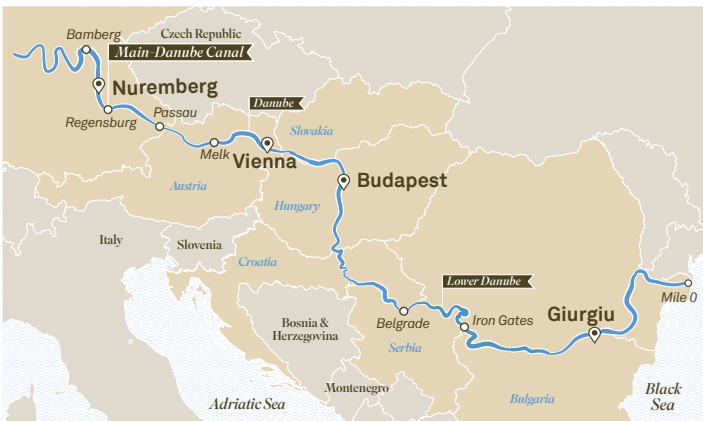 Bamberg
Czech Republic
Main-Danube Canal
Nuremberg
Regensburg
Passau
Danube
Slovakia
Melk
Vienna
Austria
Budapest
Hungary
Italy
Slovenia
Croatia
Lower Danube
Mile 0
Bosnia &
Herzegovina
Belgrade
Iron Gates
Giurgiu
Serbia
Montenegro
Adriatic Sea
Bulgaria
Black
Sea